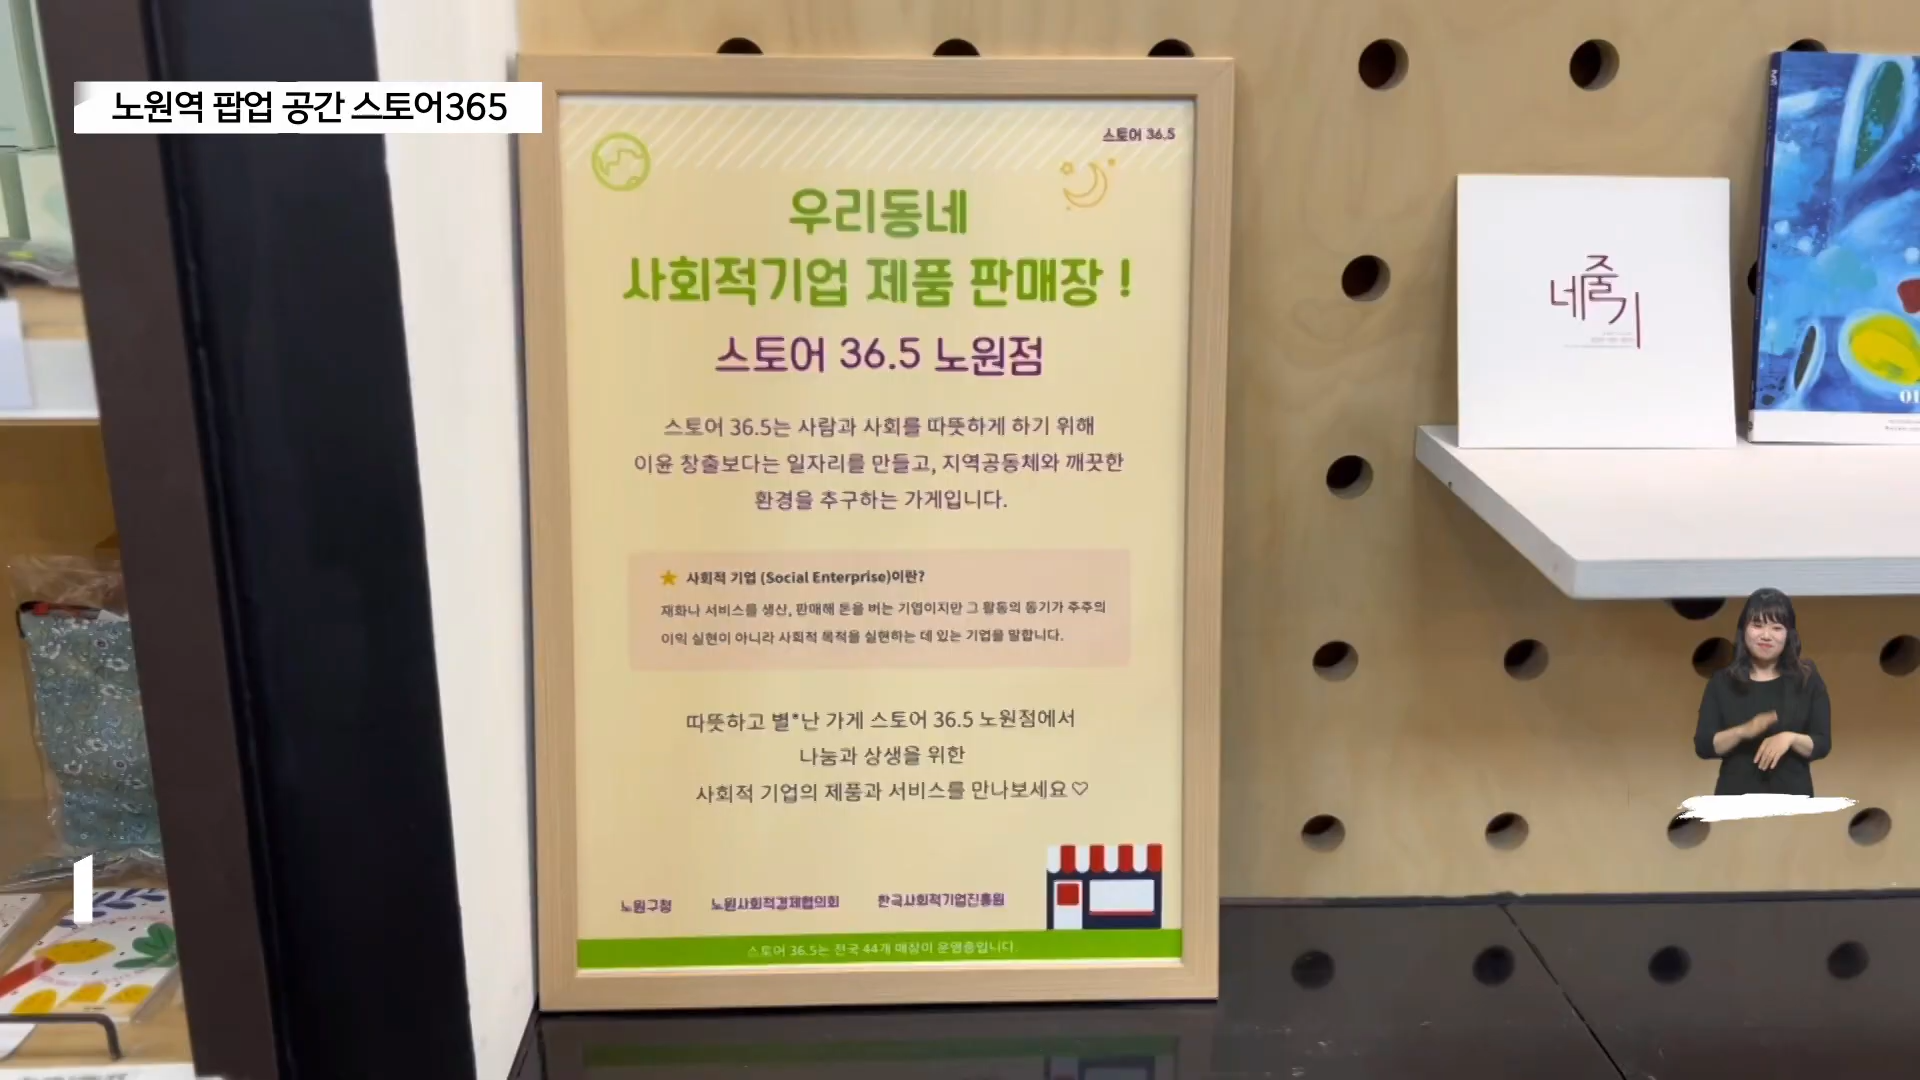 노원역 팝업 공간 스토어365
스토어 36.5
우리동네
사회적기업 제품 판매장 !
스토어 36.5 노원점
스토어 36.5는 사람과 사회를 따뜻하게 하기 위해
이윤 창출보다는 일자리를 만들고, 지역공동체와 깨끗한
환경을 추구하는 가게입니다.
사회적 기업 (Social Enterprise)이란?
재화나 서비스를 생산, 판매해 돈을 버는 기업이지만 그 활동의 동기가 주주의
이익 실현이 아니라 사회적 목적을 실현하는 데 있는 기업을 말합니다.
따뜻하고 별*난 가게 스토어 36.5 노원점에서
나눔과 상생을 위한
사회적 기업의 제품과 서비스를 만나보세요♡
노원구청 노원사회적경제협의회 한국사회적기업진흥원
스토어 36.5는 전국 44개 매장이 운영중입니다.
네줄기
01